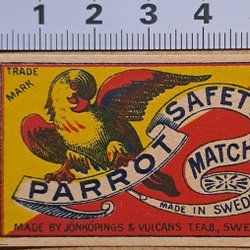 1 2 3 4
TRADE
MARK
PARROT
SAFET
MATCH
MADE IN SWED
MADE BY JONKOPINGS & VULCANS T.F.A.B., SWE